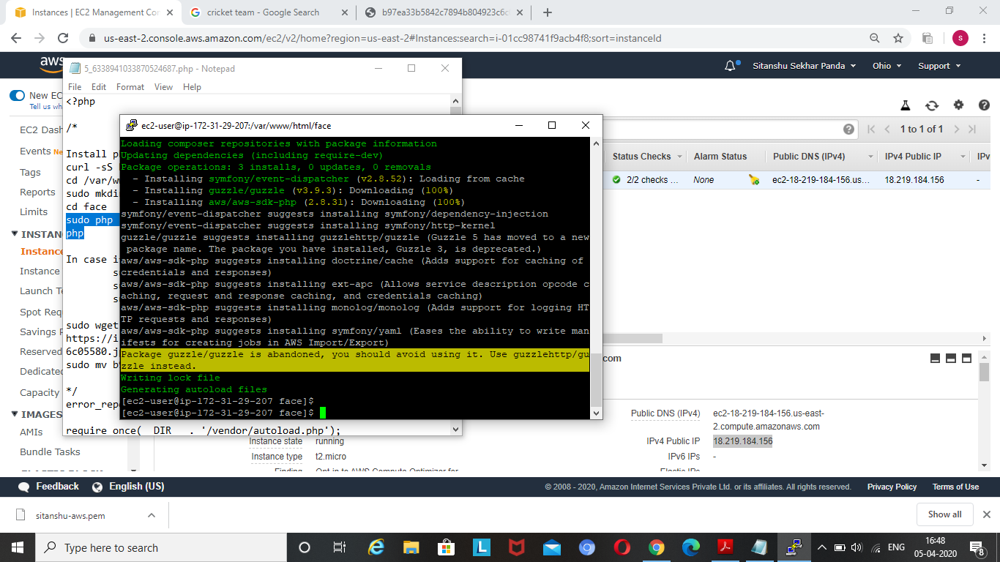 Instances | EC2 Management Con
cricket team - Google Search
b97ea33b5842c7894b804923c6c
us-east-2.console.aws.amazon.com/ec2/v2/home?region=us-east-2#Instances:search=i-01cc98741f9acb4f8;sort=instanceId
s
aws
Sitanshu Sekhar Panda
Ohio
Support
5_6338941033870524687.php - Notepad
File Edit Format View Help
<?php
/*
Install p
curl -sS
cd /var/w
sudo mkdi
cd face
sudo php
php
In case i
s
s
s
sudo wget
https://i
6c05580.j
sudo mv b9
*/
error_repo
require_once(__DIR__ . '/vendor/autoload.php');
New EC
Tell us wh
EC2 Dash
Events Ne
Tags
Reports
Limits
INSTAN
Instance
Instance
Launch Te
Spot Requ
Savings P
Reserved
Dedicated
Capacity
IMAGES
AMIs
Bundle Tasks
ec2-user@ip-172-31-29-207:/var/www/html/face
Loading composer repositories with package information
Updating dependencies (including require-dev)
Package operations: 3 installs, 0 updates, 0 removals
- Installing symfony/event-dispatcher (v2.8.52): Loading from cache
- Installing guzzle/guzzle (v3.9.3): Downloading (100%)
- Installing aws/aws-sdk-php (2.8.31): Downloading (100%)
symfony/event-dispatcher suggests installing symfony/dependency-injection
symfony/event-dispatcher suggests installing symfony/http-kernel
guzzle/guzzle suggests installing guzzlehttp/guzzle (Guzzle 5 has moved to a new
package name. The package you have installed, Guzzle 3, is deprecated.)
aws/aws-sdk-php suggests installing doctrine/cache (Adds support for caching of
credentials and responses)
aws/aws-sdk-php suggests installing ext-apc (Allows service description opcode c
aching, request and response caching, and credentials caching)
aws/aws-sdk-php suggests installing monolog/monolog (Adds support for logging HT
TP requests and responses)
aws/aws-sdk-php suggests installing symfony/yaml (Eases the ability to write man
ifests for creating jobs in AWS Import/Export)
Package guzzle/guzzle is abandoned, you should avoid using it. Use guzzlehttp/gu
zzle instead.
Writing lock file
Generating autoload files
[ec2-user@ip-172-31-29-207 face]$
[ec2-user@ip-172-31-29-207 face]$
1 to 1 of 1
Status Checks
Alarm Status
Public DNS (IPv4)
IPv4 Public IP
IPv
2/2 checks ...
None
ec2-18-219-184-156.us...
18.219.184.156
-
com
Public DNS (IPv4) ec2-18-219-184-156.us-east-
2.compute.amazonaws.com
Instance state running
IPv4 Public IP 18.219.184.156
Instance type t2.micro
IPv6 IPs -
Finding Opt-in to AWS Compute Optimizer for
Elastic IPs
Feedback
English (US)
© 2008 - 2020, Amazon Internet Services Private Ltd. or its affiliates. All rights reserved.
Privacy Policy
Terms of Use
sitanshu-aws.pem
Show all
Type here to search
L
ENG
16:48
05-04-2020
8